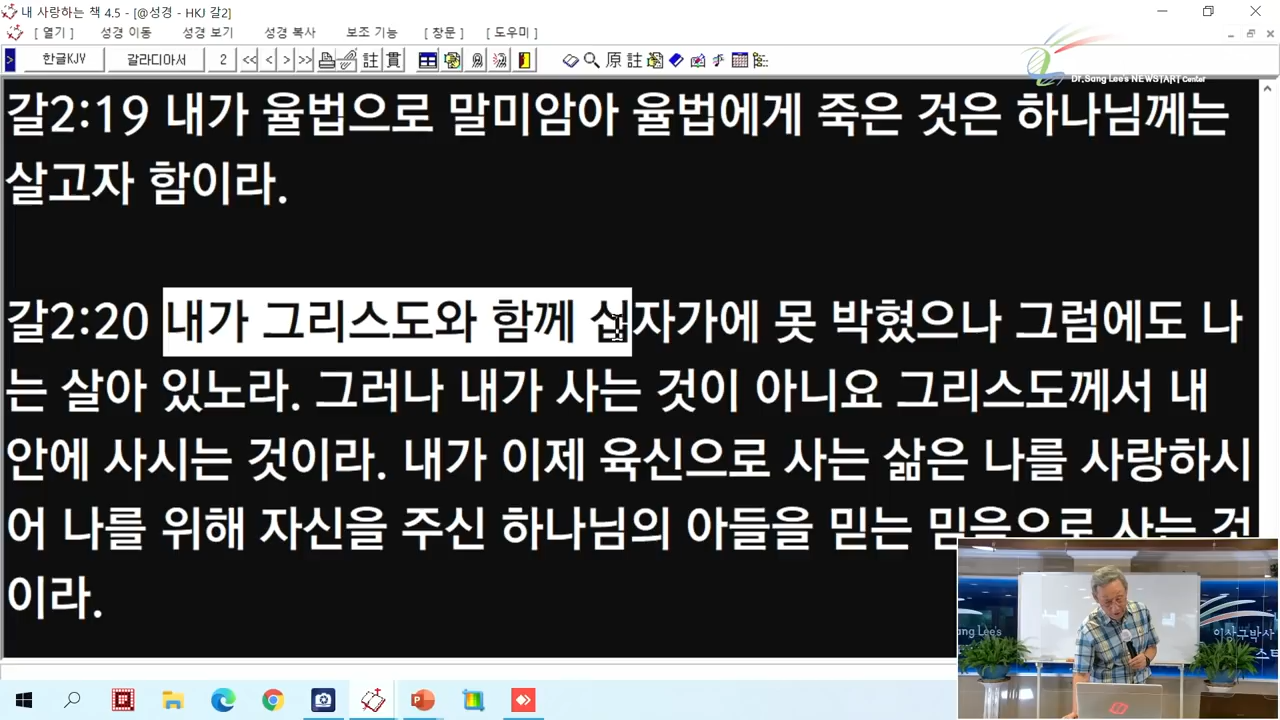 내 사랑하는 책 4.5 - [@성경 - HKJ 갈2]
[ 열기 ] 성경 이동 성경 보기 성경 복사 보조 기능 [ 창문 ] [ 도우미 ]
> 한글KJV 갈라디아서 2 << < > >> 註 貫 原 註
Dr.Sang Lee's NEWSTART Center
갈2:19 내가 율법으로 말미암아 율법에게 죽은 것은 하나님께는
살고자 함이라.
갈2:20 내가 그리스도와 함께 십자가에 못 박혔으나 그럼에도 나
는 살아 있노라. 그러나 내가 사는 것이 아니요 그리스도께서 내
안에 사시는 것이라. 내가 이제 육신으로 사는 삶은 나를 사랑하시
어 나를 위해 자신을 주신 하나님의 아들을 믿는 믿음으로 사는 것
이라.
ang Lee's
이상구박사
스타